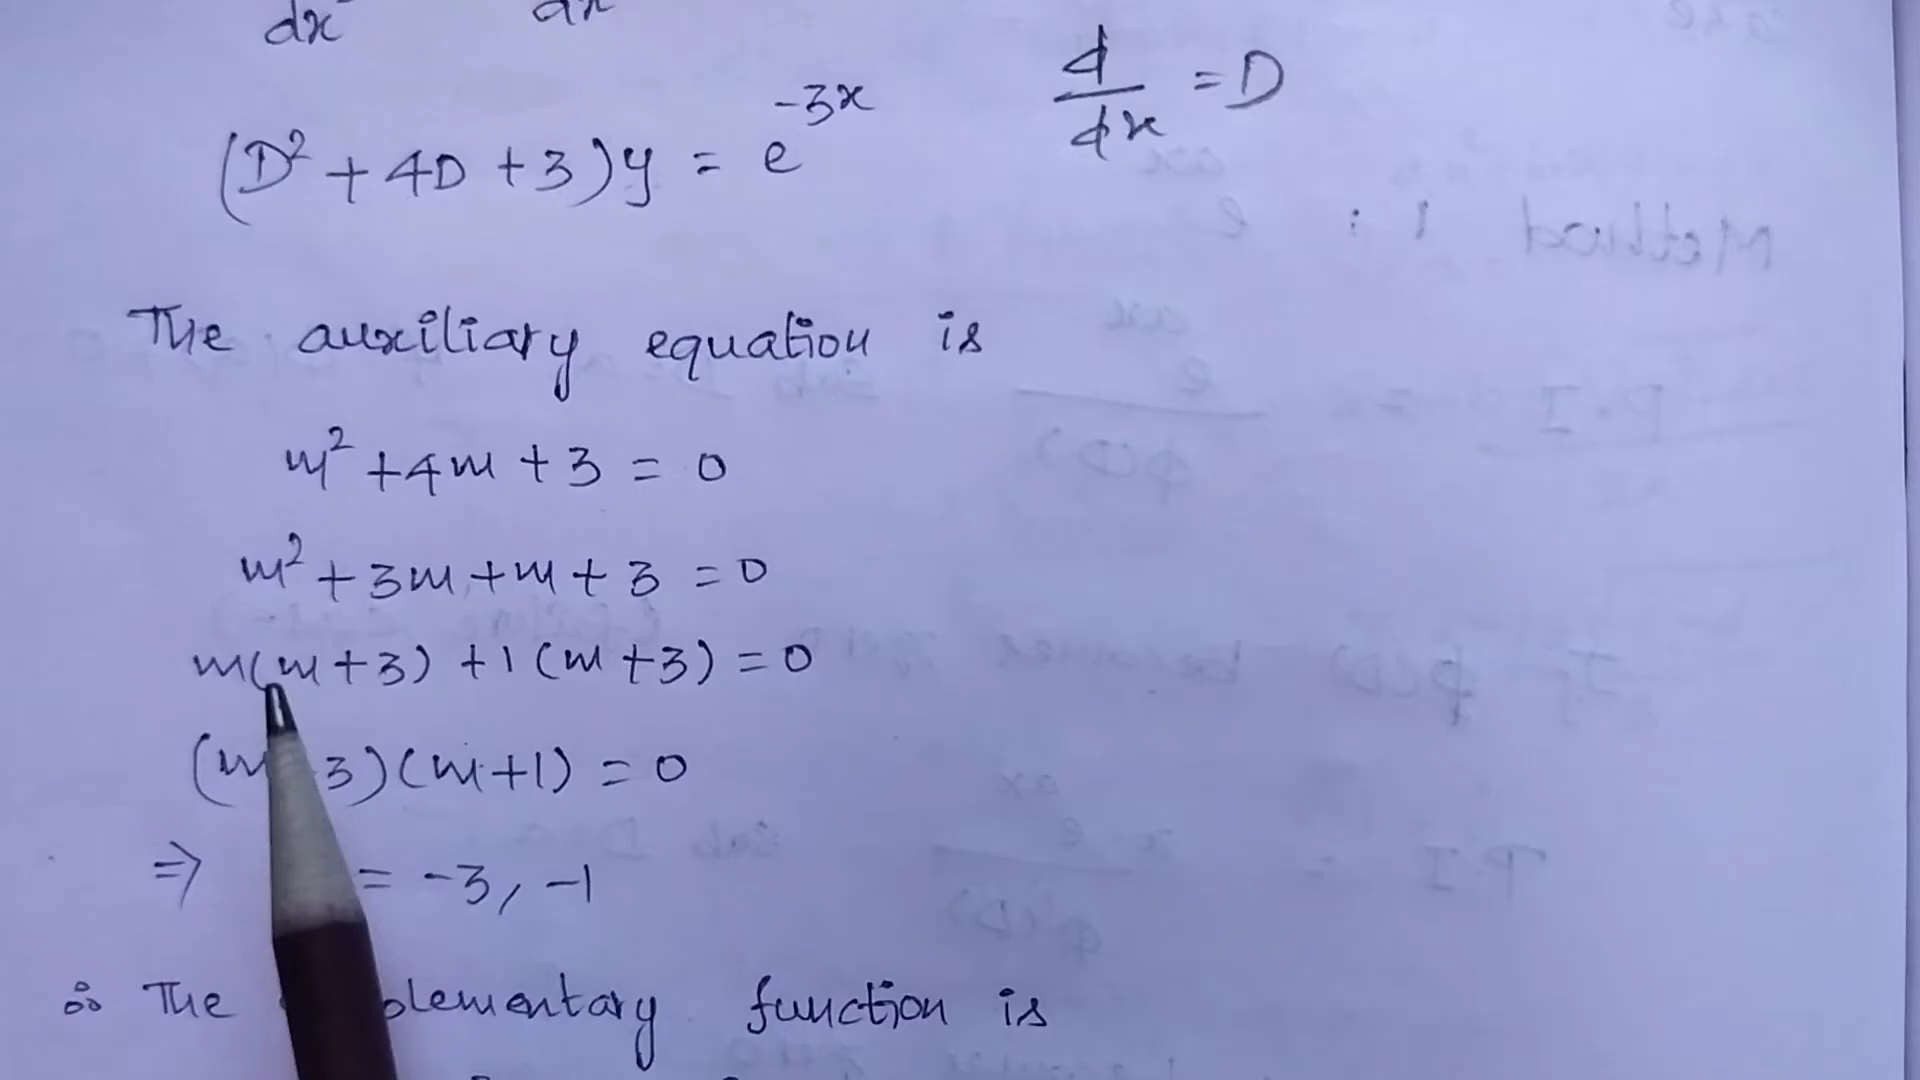 dx dx
(D² + 4D + 3)y = e^-3x d/dx = D
The auxiliary equation is
m² + 4m + 3 = 0
m² + 3m + m + 3 = 0
m(m + 3) + 1(m + 3) = 0
(m 3)(m + 1) = 0
⇒ = -3, -1
∴ The plementary function is